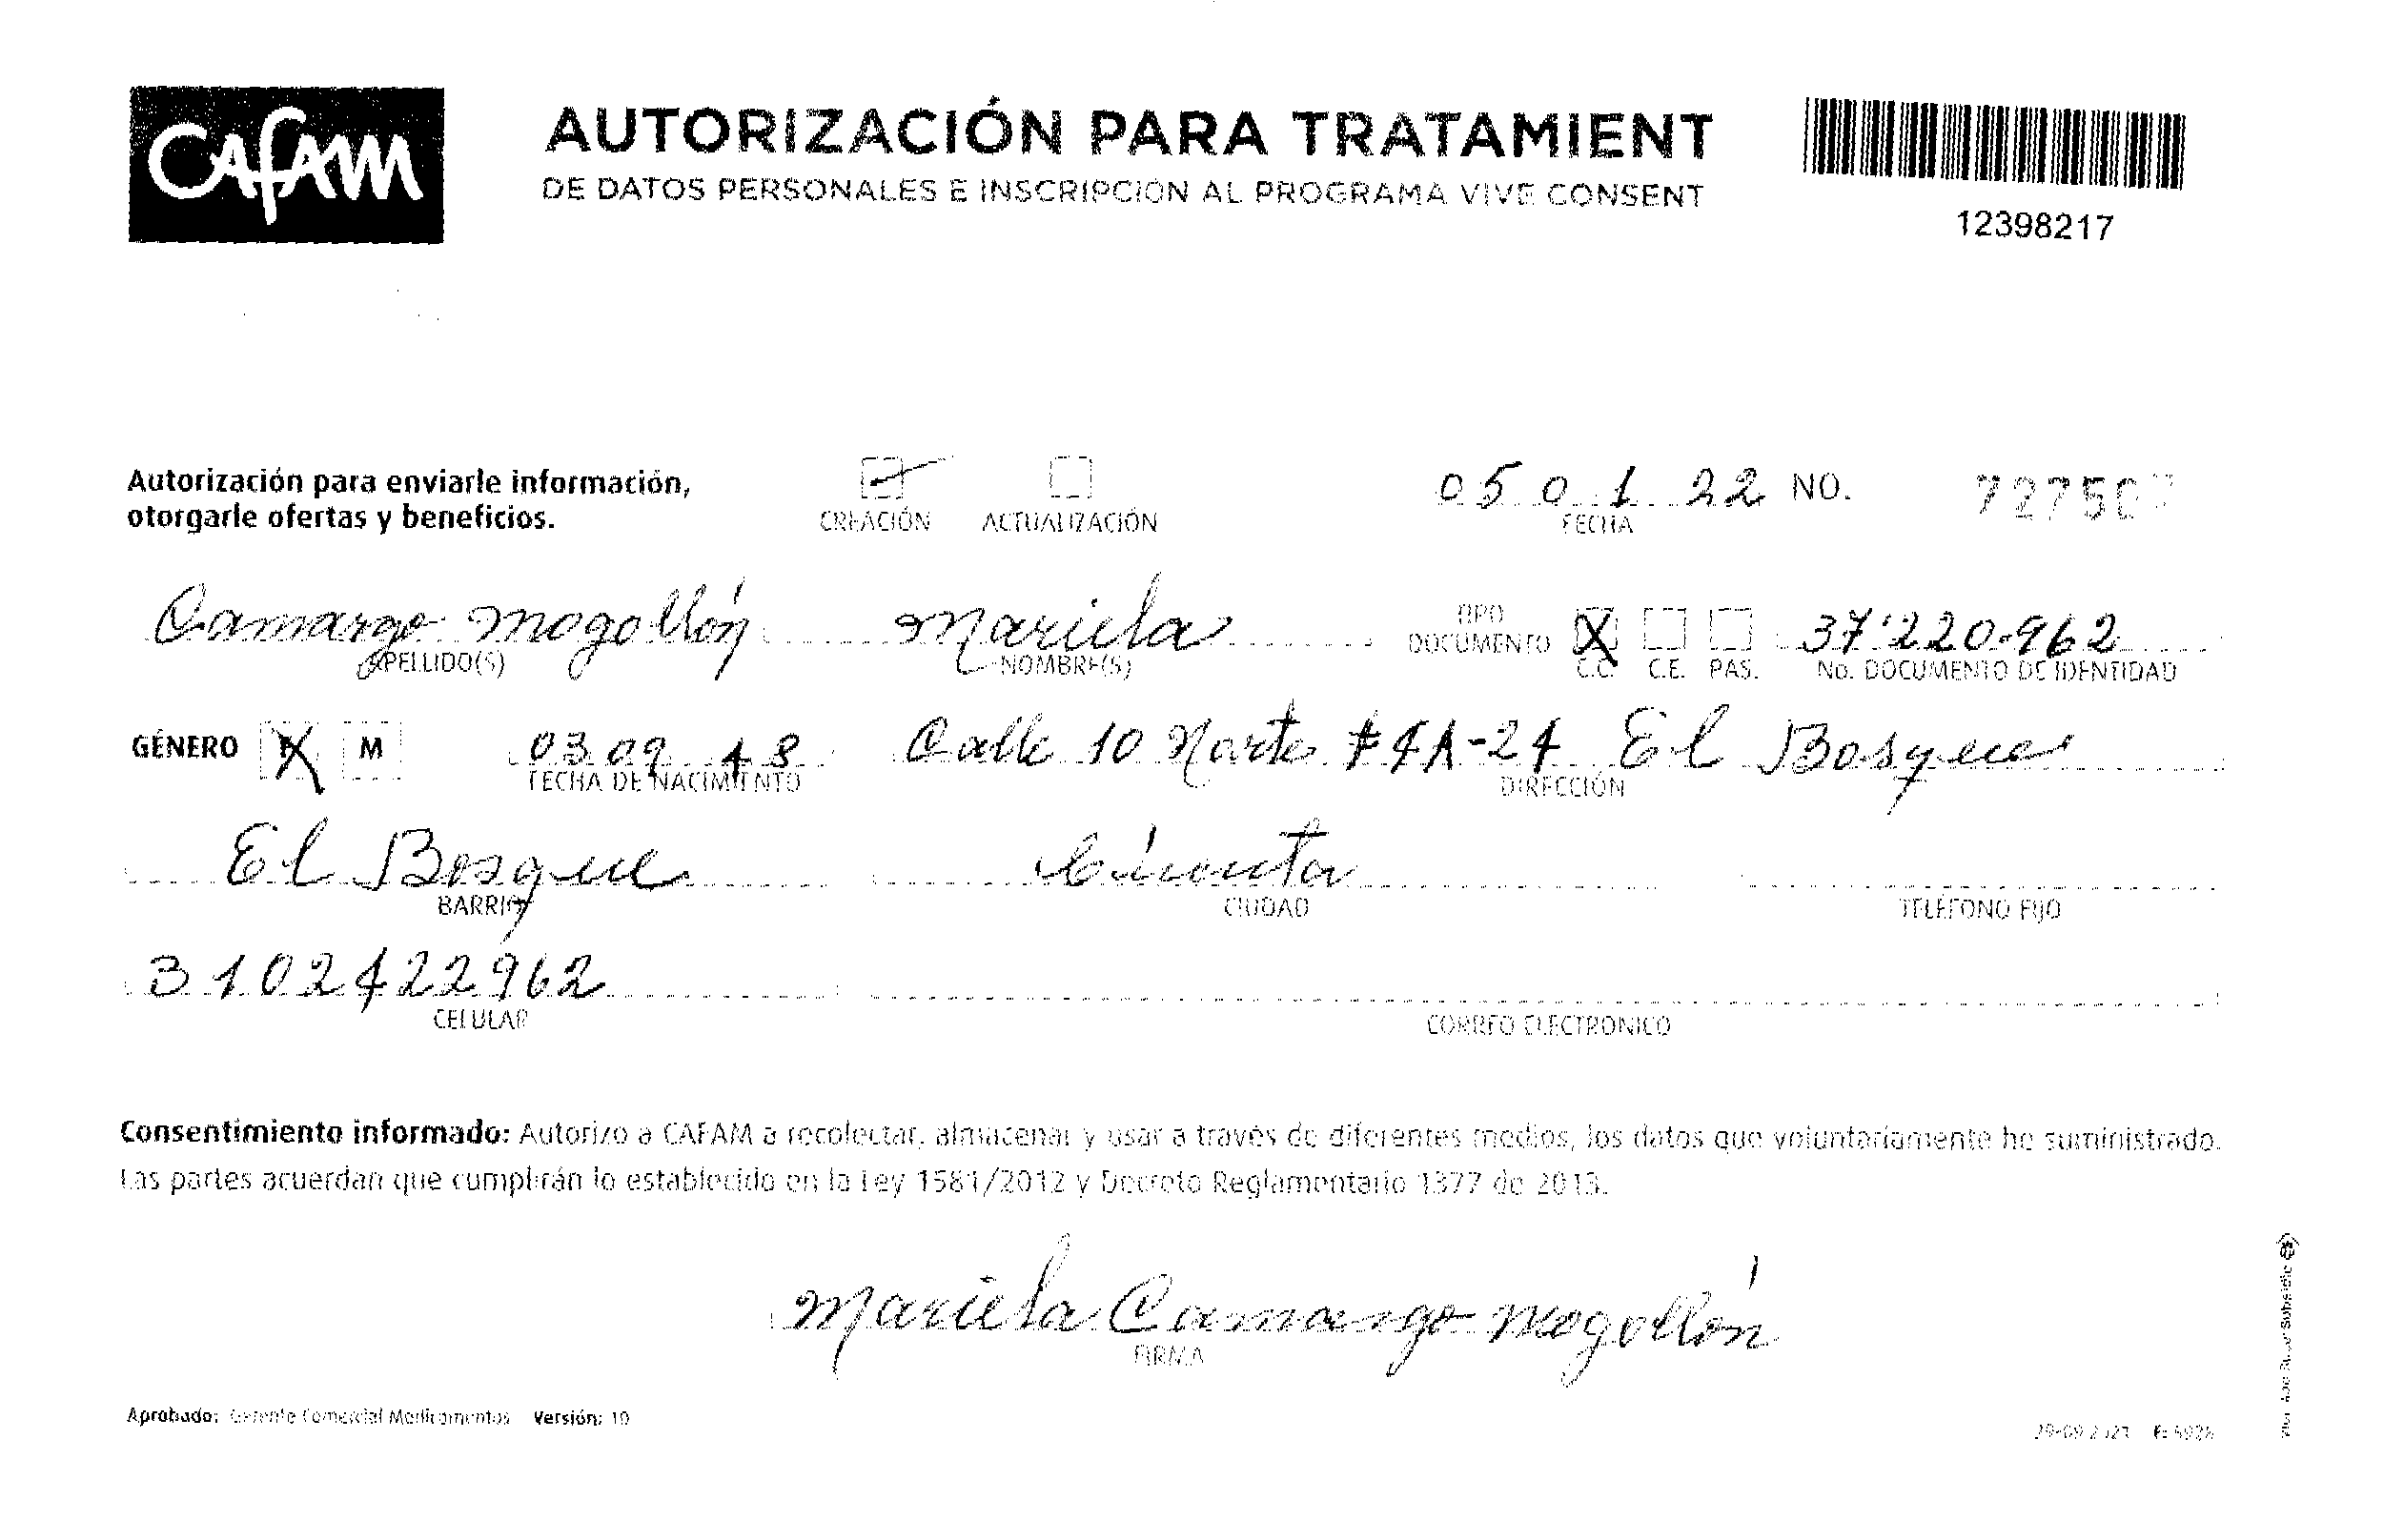 CAFAM
AUTORIZACIÓN PARA TRATAMIENT
DE DATOS PERSONALES E INSCRIPCIÓN AL PROGRAMA VIVE CONSENT
12398217
Autorización para enviarle información,
otorgarle ofertas y beneficios.
CREACIÓN ACTUALIZACIÓN
05 01 22 NO.
FECHA
Camargo Mogollón Mariela TIPO DOCUMENTO X 37'220.962
APELLIDO(S) NOMBRE(S) C.C. C.E. PAS. No. DOCUMENTO DE IDENTIDAD
GÉNERO X M 03 09 48 Calle 10 Norte # 4A-24 El Bosque
FECHA DE NACIMIENTO DIRECCIÓN
El Bosque Cúcuta
BARRIO CIUDAD TELÉFONO FIJO
3102422962
CELULAR CORREO ELECTRONICO
Consentimiento informado: Autorizo a CAFAM a recolectar, almacenar y usar a través de diferentes medios, los datos que voluntariamente he suministrado.
Las partes acuerdan que cumplirán lo establecido en la Ley 1581/2012 y Decreto Reglamentario 1377 de 2013.
Mariela Camargo Mogollón
FIRMA
Aprobado: Gerente Comercial Medicamentos Versión: 10